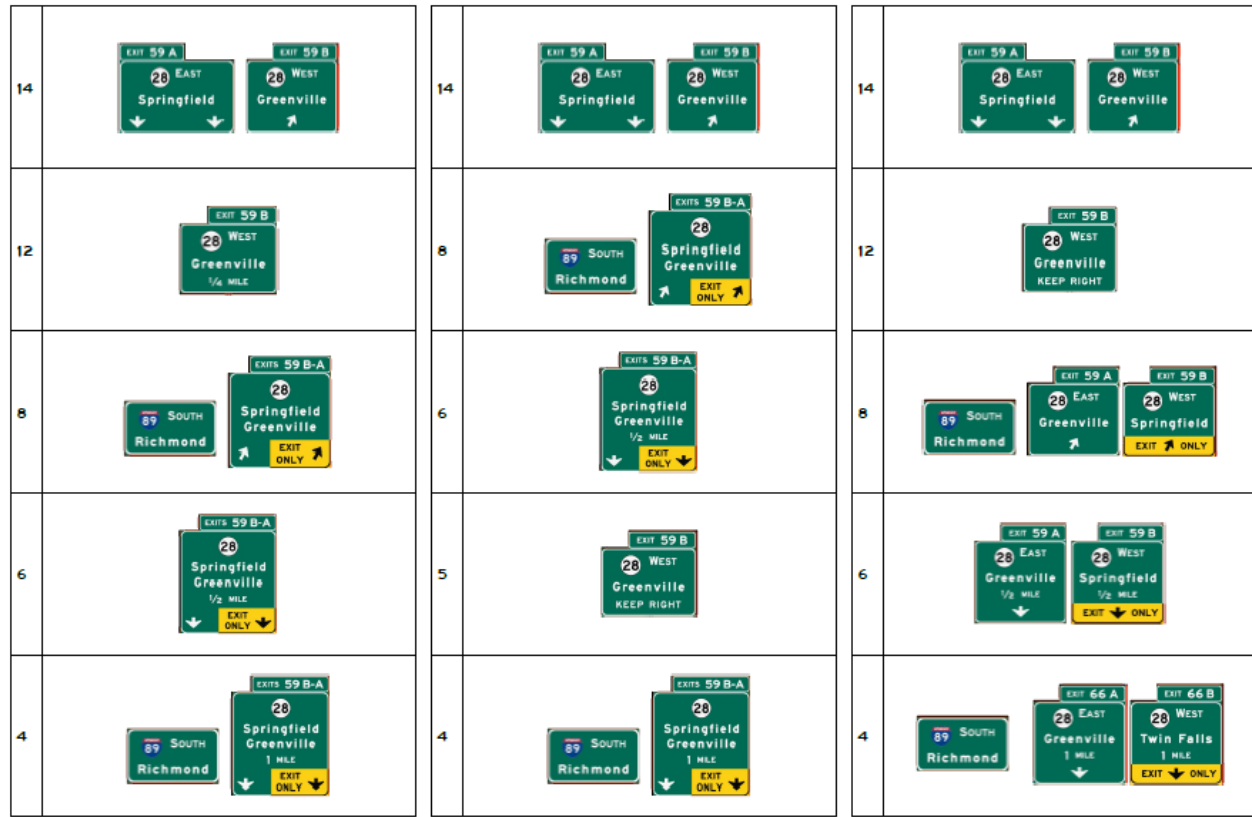 14
EXIT 59 A
28 EAST
Springfield
EXIT 59 B
28 WEST
Greenville
12
EXIT 59 B
28 WEST
Greenville
1/4 MILE
8
89 SOUTH
Richmond
EXITS 59 B-A
28
Springfield
Greenville
EXIT
ONLY
6
EXITS 59 B-A
28
Springfield
Greenville
1/2 MILE
EXIT
ONLY
4
89 SOUTH
Richmond
EXITS 59 B-A
28
Springfield
Greenville
1 MILE
EXIT
ONLY
14
EXIT 59 A
28 EAST
Springfield
EXIT 59 B
28 WEST
Greenville
8
89 SOUTH
Richmond
EXITS 59 B-A
28
Springfield
Greenville
EXIT
ONLY
6
EXITS 59 B-A
28
Springfield
Greenville
1/2 MILE
EXIT
ONLY
5
EXIT 59 B
28 WEST
Greenville
KEEP RIGHT
4
89 SOUTH
Richmond
EXITS 59 B-A
28
Springfield
Greenville
1 MILE
EXIT
ONLY
14
EXIT 59 A
28 EAST
Springfield
EXIT 59 B
28 WEST
Greenville
12
EXIT 59 B
28 WEST
Greenville
KEEP RIGHT
8
89 SOUTH
Richmond
EXIT 59 A
28 EAST
Greenville
EXIT 59 B
28 WEST
Springfield
EXIT ONLY
6
EXIT 59 A
28 EAST
Greenville
1/2 MILE
EXIT 59 B
28 WEST
Springfield
1/2 MILE
EXIT ONLY
4
89 SOUTH
Richmond
EXIT 66 A
28 EAST
Greenville
1 MILE
EXIT 66 B
28 WEST
Twin Falls
1 MILE
EXIT ONLY